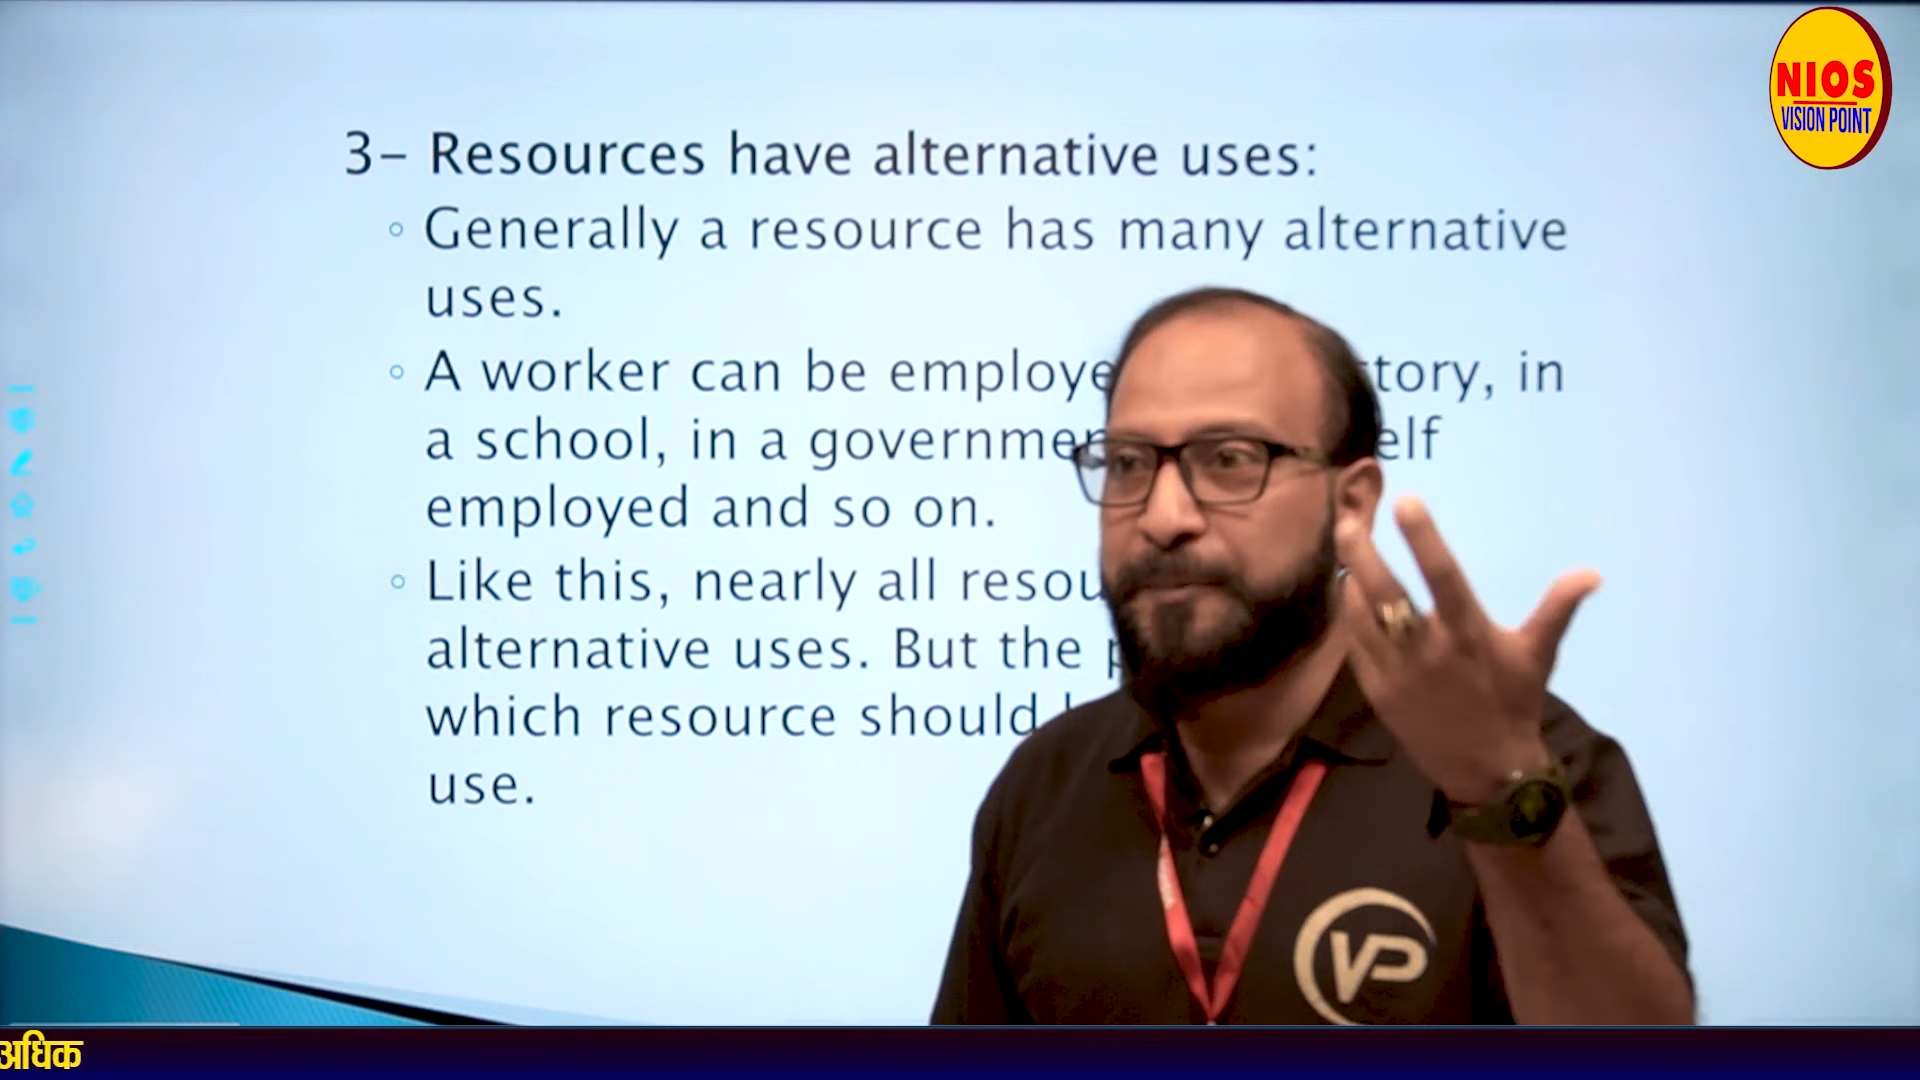 NIOS
VISION POINT
3- Resources have alternative uses:
Generally a resource has many alternative
uses.
A worker can be employe tory, in
a school, in a governme elf
employed and so on.
Like this, nearly all resou
alternative uses. But the p
which resource should
use.
VP
अधिक